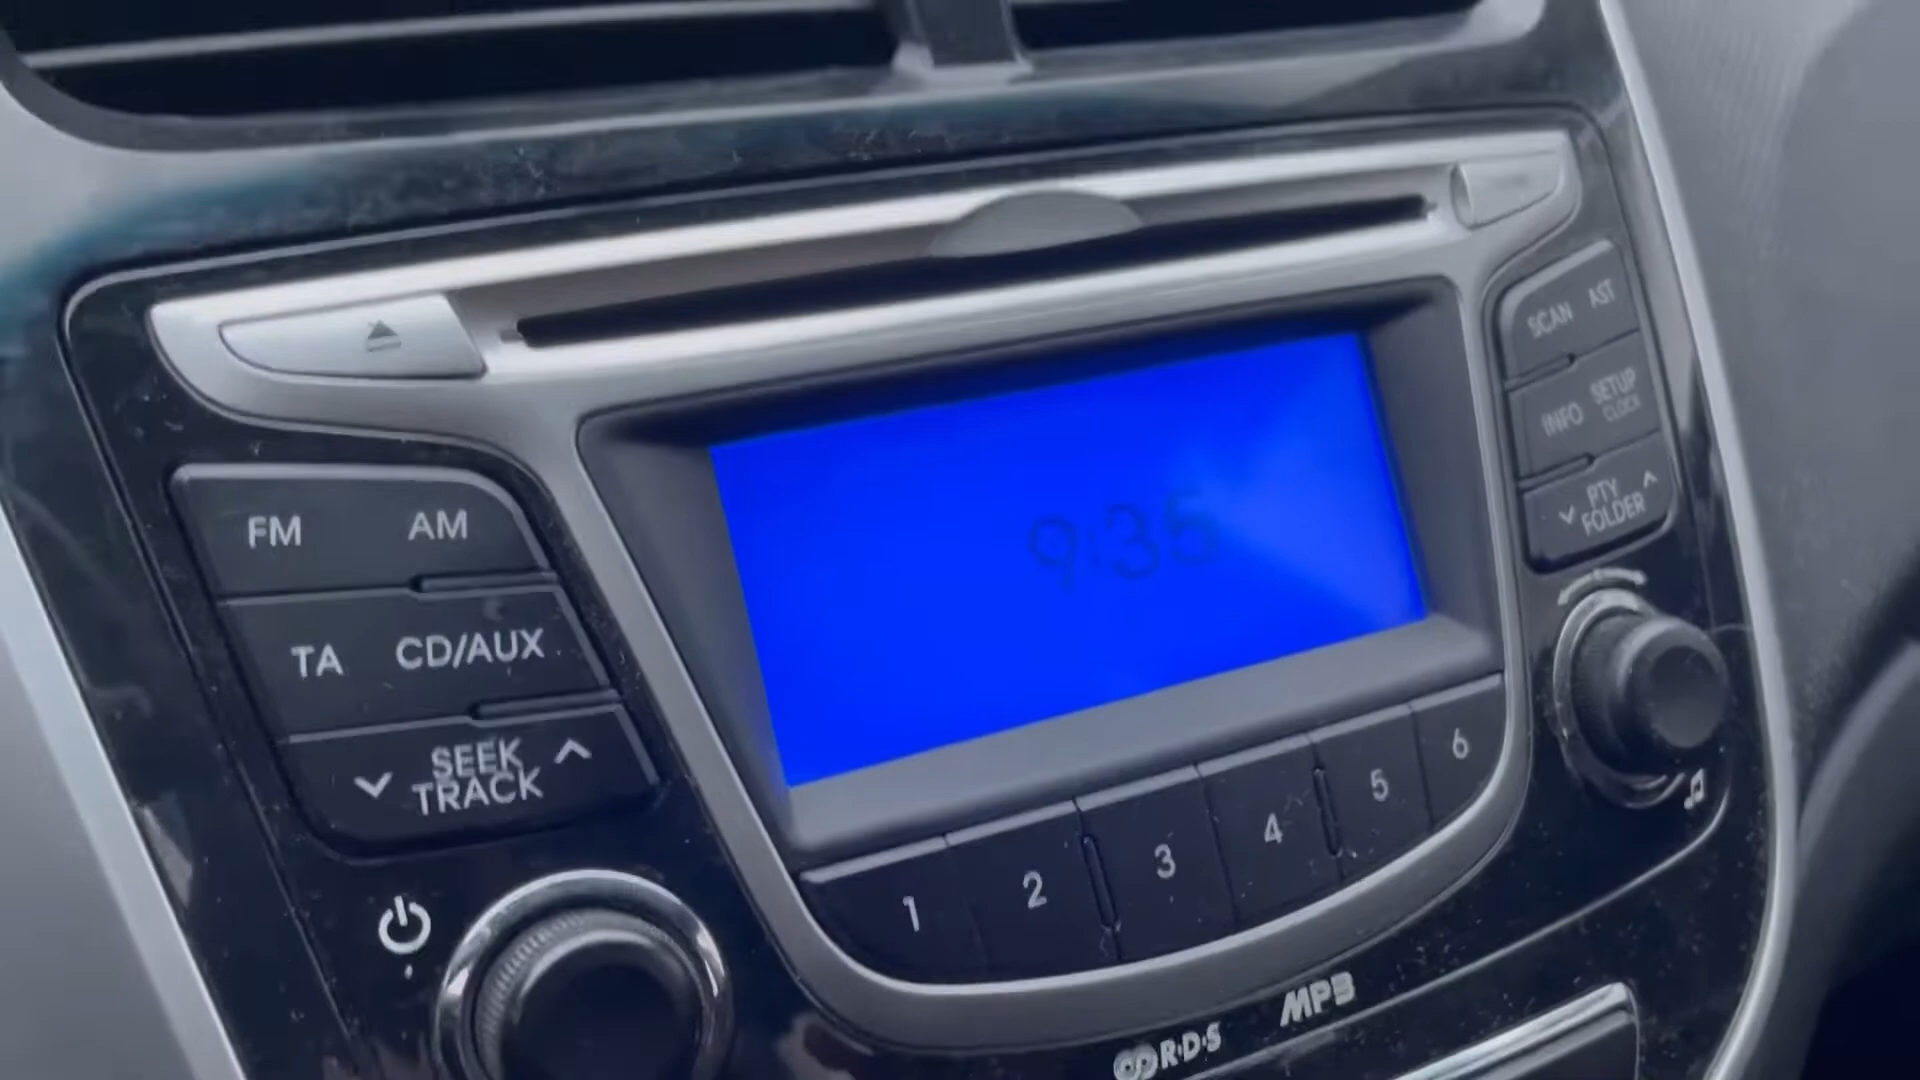 SCAN AST
INFO SETUP
CLOCK
PTY
FOLDER
FM AM
TA CD/AUX
SEEK
TRACK
9:35
1 2 3 4 5 6
MP3
R·D·S